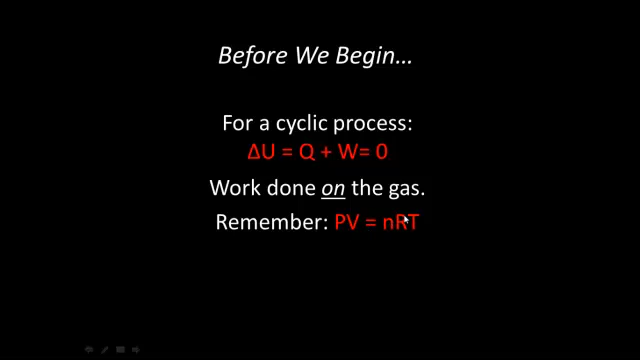 Before We Begin...
For a cyclic process:
ΔU = Q + W= 0
Work done on the gas.
Remember: PV = nRT